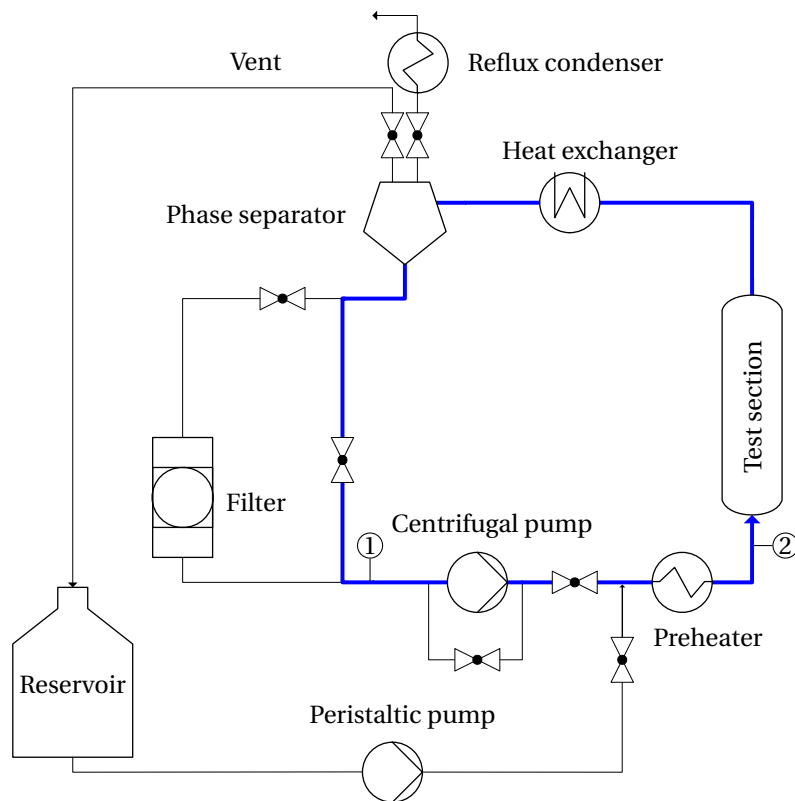 Vent
Reflux condenser
Heat exchanger
Phase separator
Test section
Filter
Centrifugal pump
1
2
Preheater
Reservoir
Peristaltic pump